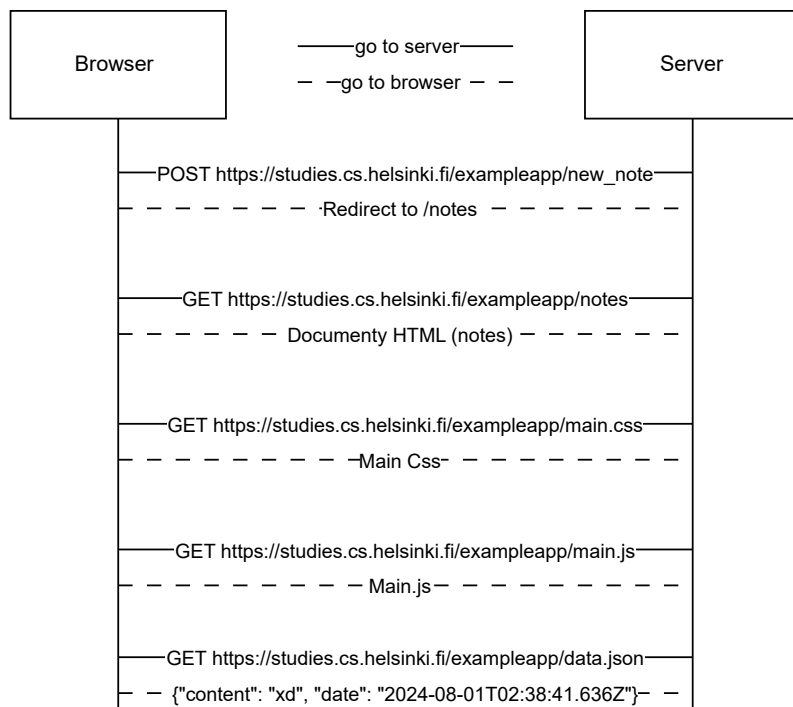 Browser
go to server
go to browser
Server
POST https://studies.cs.helsinki.fi/exampleapp/new_note
Redirect to /notes
GET https://studies.cs.helsinki.fi/exampleapp/notes
Documenty HTML (notes)
GET https://studies.cs.helsinki.fi/exampleapp/main.css
Main Css
GET https://studies.cs.helsinki.fi/exampleapp/main.js
Main.js
GET https://studies.cs.helsinki.fi/exampleapp/data.json
{"content": "xd", "date": "2024-08-01T02:38:41.636Z"}